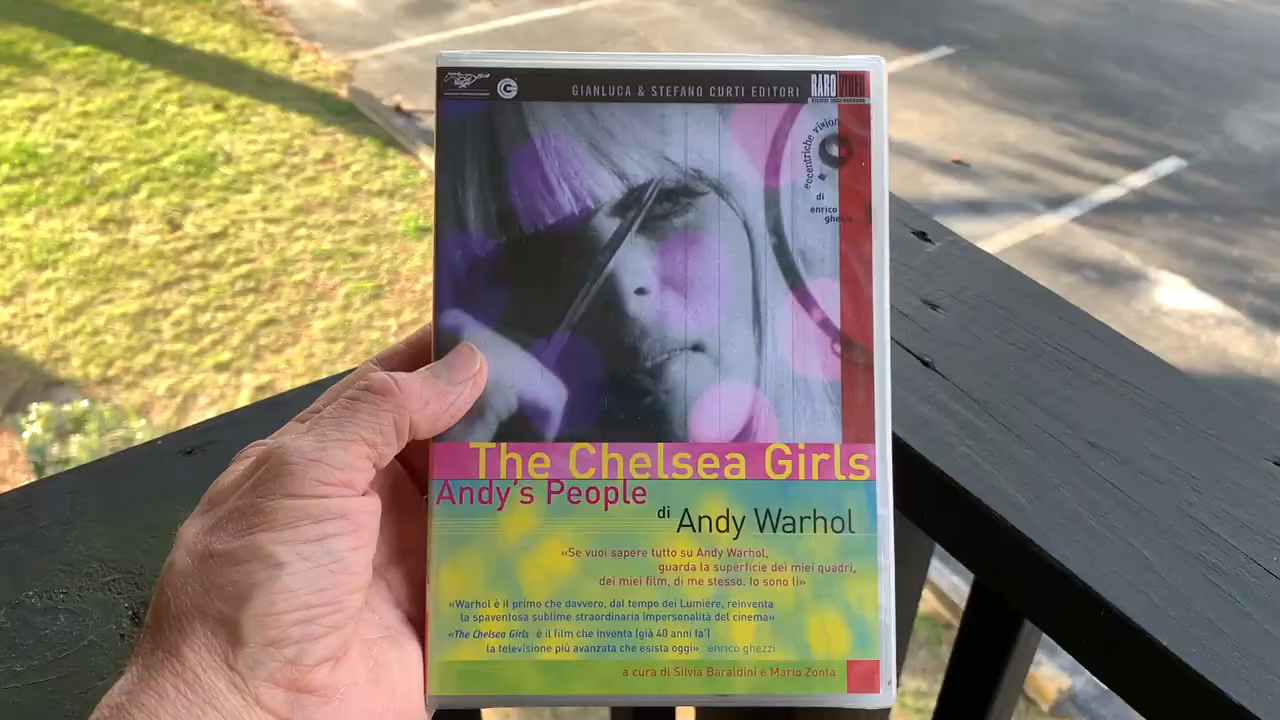 GIANLUCA & STEFANO CURTI EDITORI
RARO VIDEO
eccentriche visioni
di
enrico
ghezzi
The Chelsea Girls
Andy's People
di Andy Warhol
«Se vuoi sapere tutto su Andy Warhol,
guarda la superficie dei miei quadri,
dei miei film, di me stesso. Io sono lì»
«Warhol è il primo che davvero, dal tempo dei Lumière, reinventa
la spaventosa sublime straordinaria impersonalità del cinema»
«The Chelsea Girls è il film che inventa (già 40 anni fa')
la televisione più avanzata che esista oggi» enrico ghezzi
a cura di Silvia Baraldini e Mario Zonta